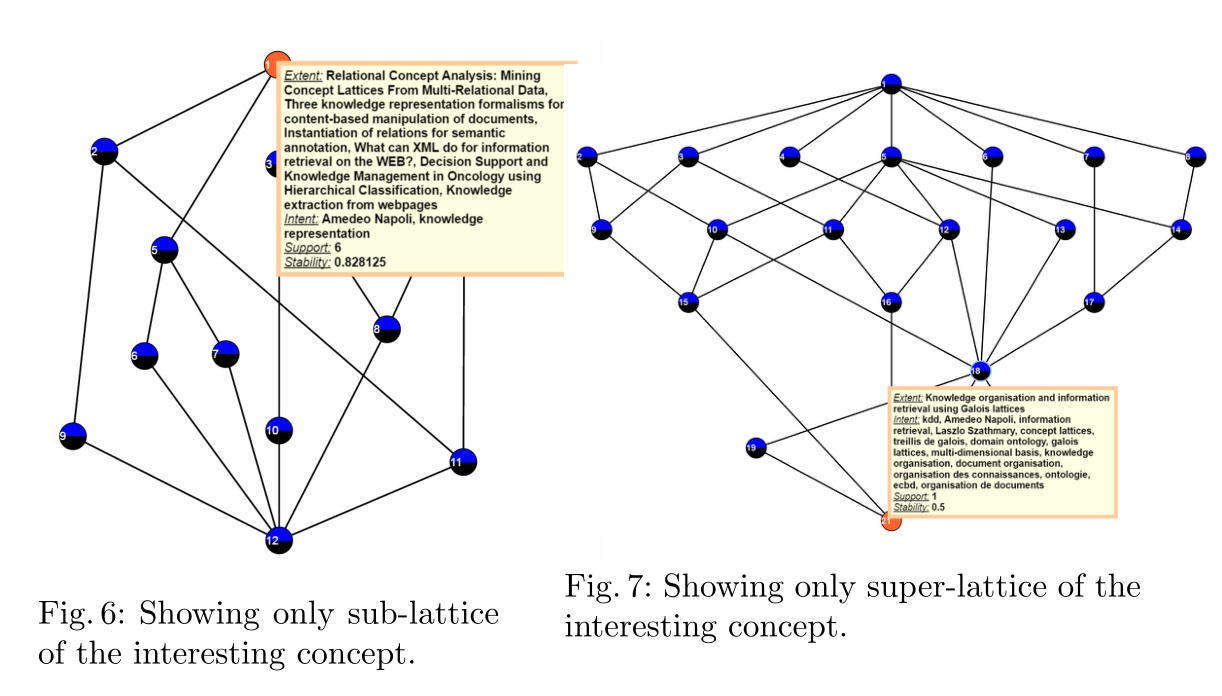 1
Extent: Relational Concept Analysis: Mining
Concept Lattices From Multi-Relational Data,
Three knowledge representation formalisms for
content-based manipulation of documents,
Instantiation of relations for semantic
annotation, What can XML do for information
retrieval on the WEB?, Decision Support and
Knowledge Management in Oncology using
Hierarchical Classification, Knowledge
extraction from webpages
Intent: Amedeo Napoli, knowledge
representation
Support: 6
Stability: 0.828125
2
3
5
8
6
7
9
10
11
12
Fig. 6: Showing only sub-lattice
of the interesting concept.
1
2
3
4
5
6
7
8
9
10
11
12
13
14
15
16
17
18
Extent: Knowledge organisation and information
retrieval using Galois lattices
Intent: kdd, Amedeo Napoli, information
retrieval, Laszlo Szathmary, concept lattices,
treillis de galois, domain ontology, galois
lattices, multi-dimensional basis, knowledge
organisation, document organisation,
organisation des connaissances, ontologie,
ecbd, organisation de documents
Support: 1
Stability: 0.5
19
21
Fig. 7: Showing only super-lattice of the
interesting concept.